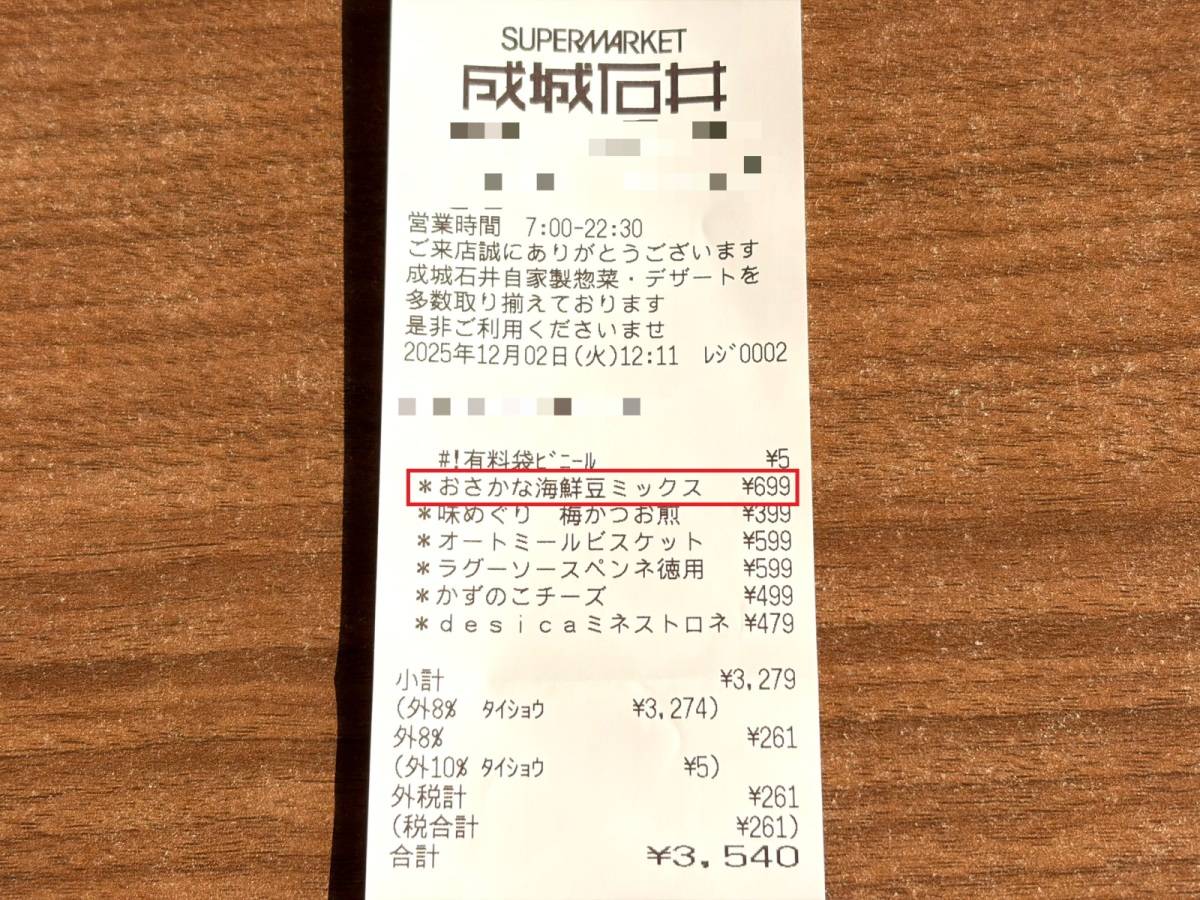 SUPERMARKET
成城石井
営業時間 7:00-22:30
ご来店誠にありがとうございます
成城石井自家製惣菜・デザートを
多数取り揃えております
是非ご利用くださいませ
2025年12月02日(火)12:11 ﾚｼﾞ0002
#!有料袋ﾋﾞﾆｰﾙ ¥5
*おさかな海鮮豆ミックス ¥699
*味めぐり 梅かつお煎 ¥399
*オートミールビスケット ¥599
*ラグーソースペンネ徳用 ¥599
*かずのこチーズ ¥499
*ｄｅｓｉｃａミネストロネ ¥479
小計 ¥3,279
(外8% ﾀｲｼｮｳ ¥3,274)
外8% ¥261
(外10% ﾀｲｼｮｳ ¥5)
外税計 ¥261
(税合計 ¥261)
合計 ¥3,540